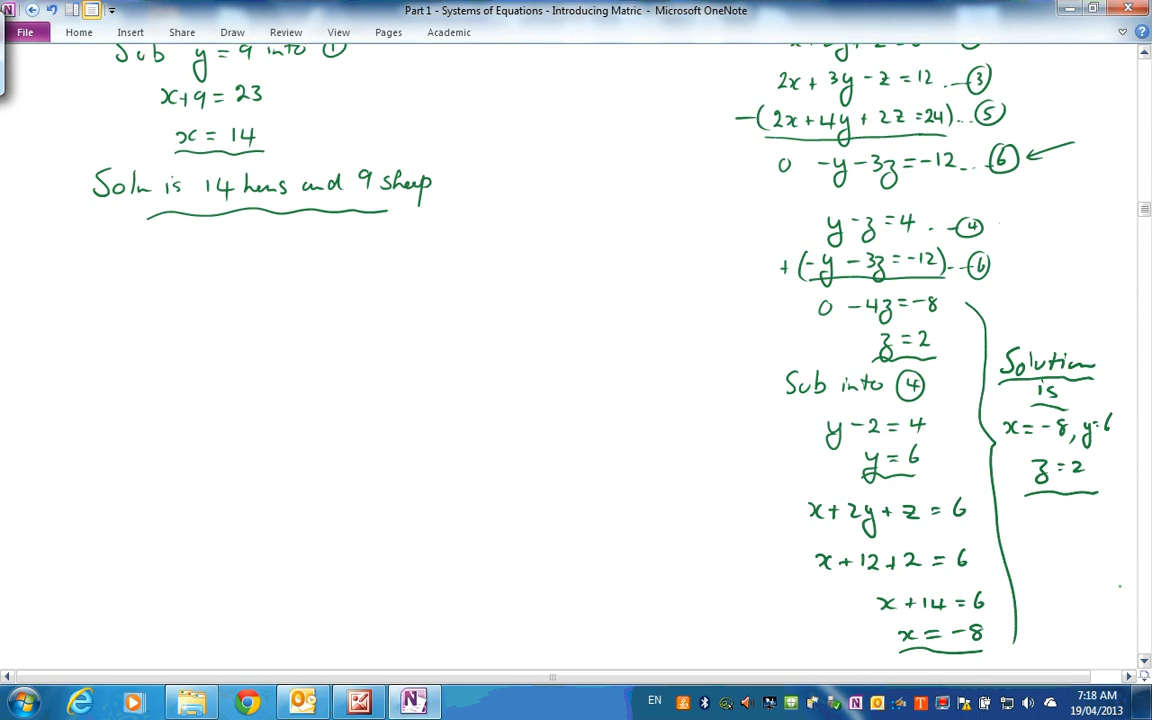 Part 1 - Systems of Equations - Introducing Matric - Microsoft OneNote
File Home Insert Share Draw Review View Pages Academic
Sub y = 9 into ①
x+9 = 23
x = 14
Soln is 14 hens and 9 sheep
2x + 3y - z = 12 ... ③
-(2x+4y + 2z = 24) ... ⑤
0 -y - 3z = -12 ... ⑥
y - z = 4 ... ④
+(-y - 3z = -12) ... ⑥
0 -4z = -8
z = 2
Sub into ④
y - 2 = 4
y = 6
x + 2y + z = 6
x + 12 + 2 = 6
x + 14 = 6
x = -8
Solution
is
x = -8, y = 6
z = 2
EN
7:18 AM
19/04/2013